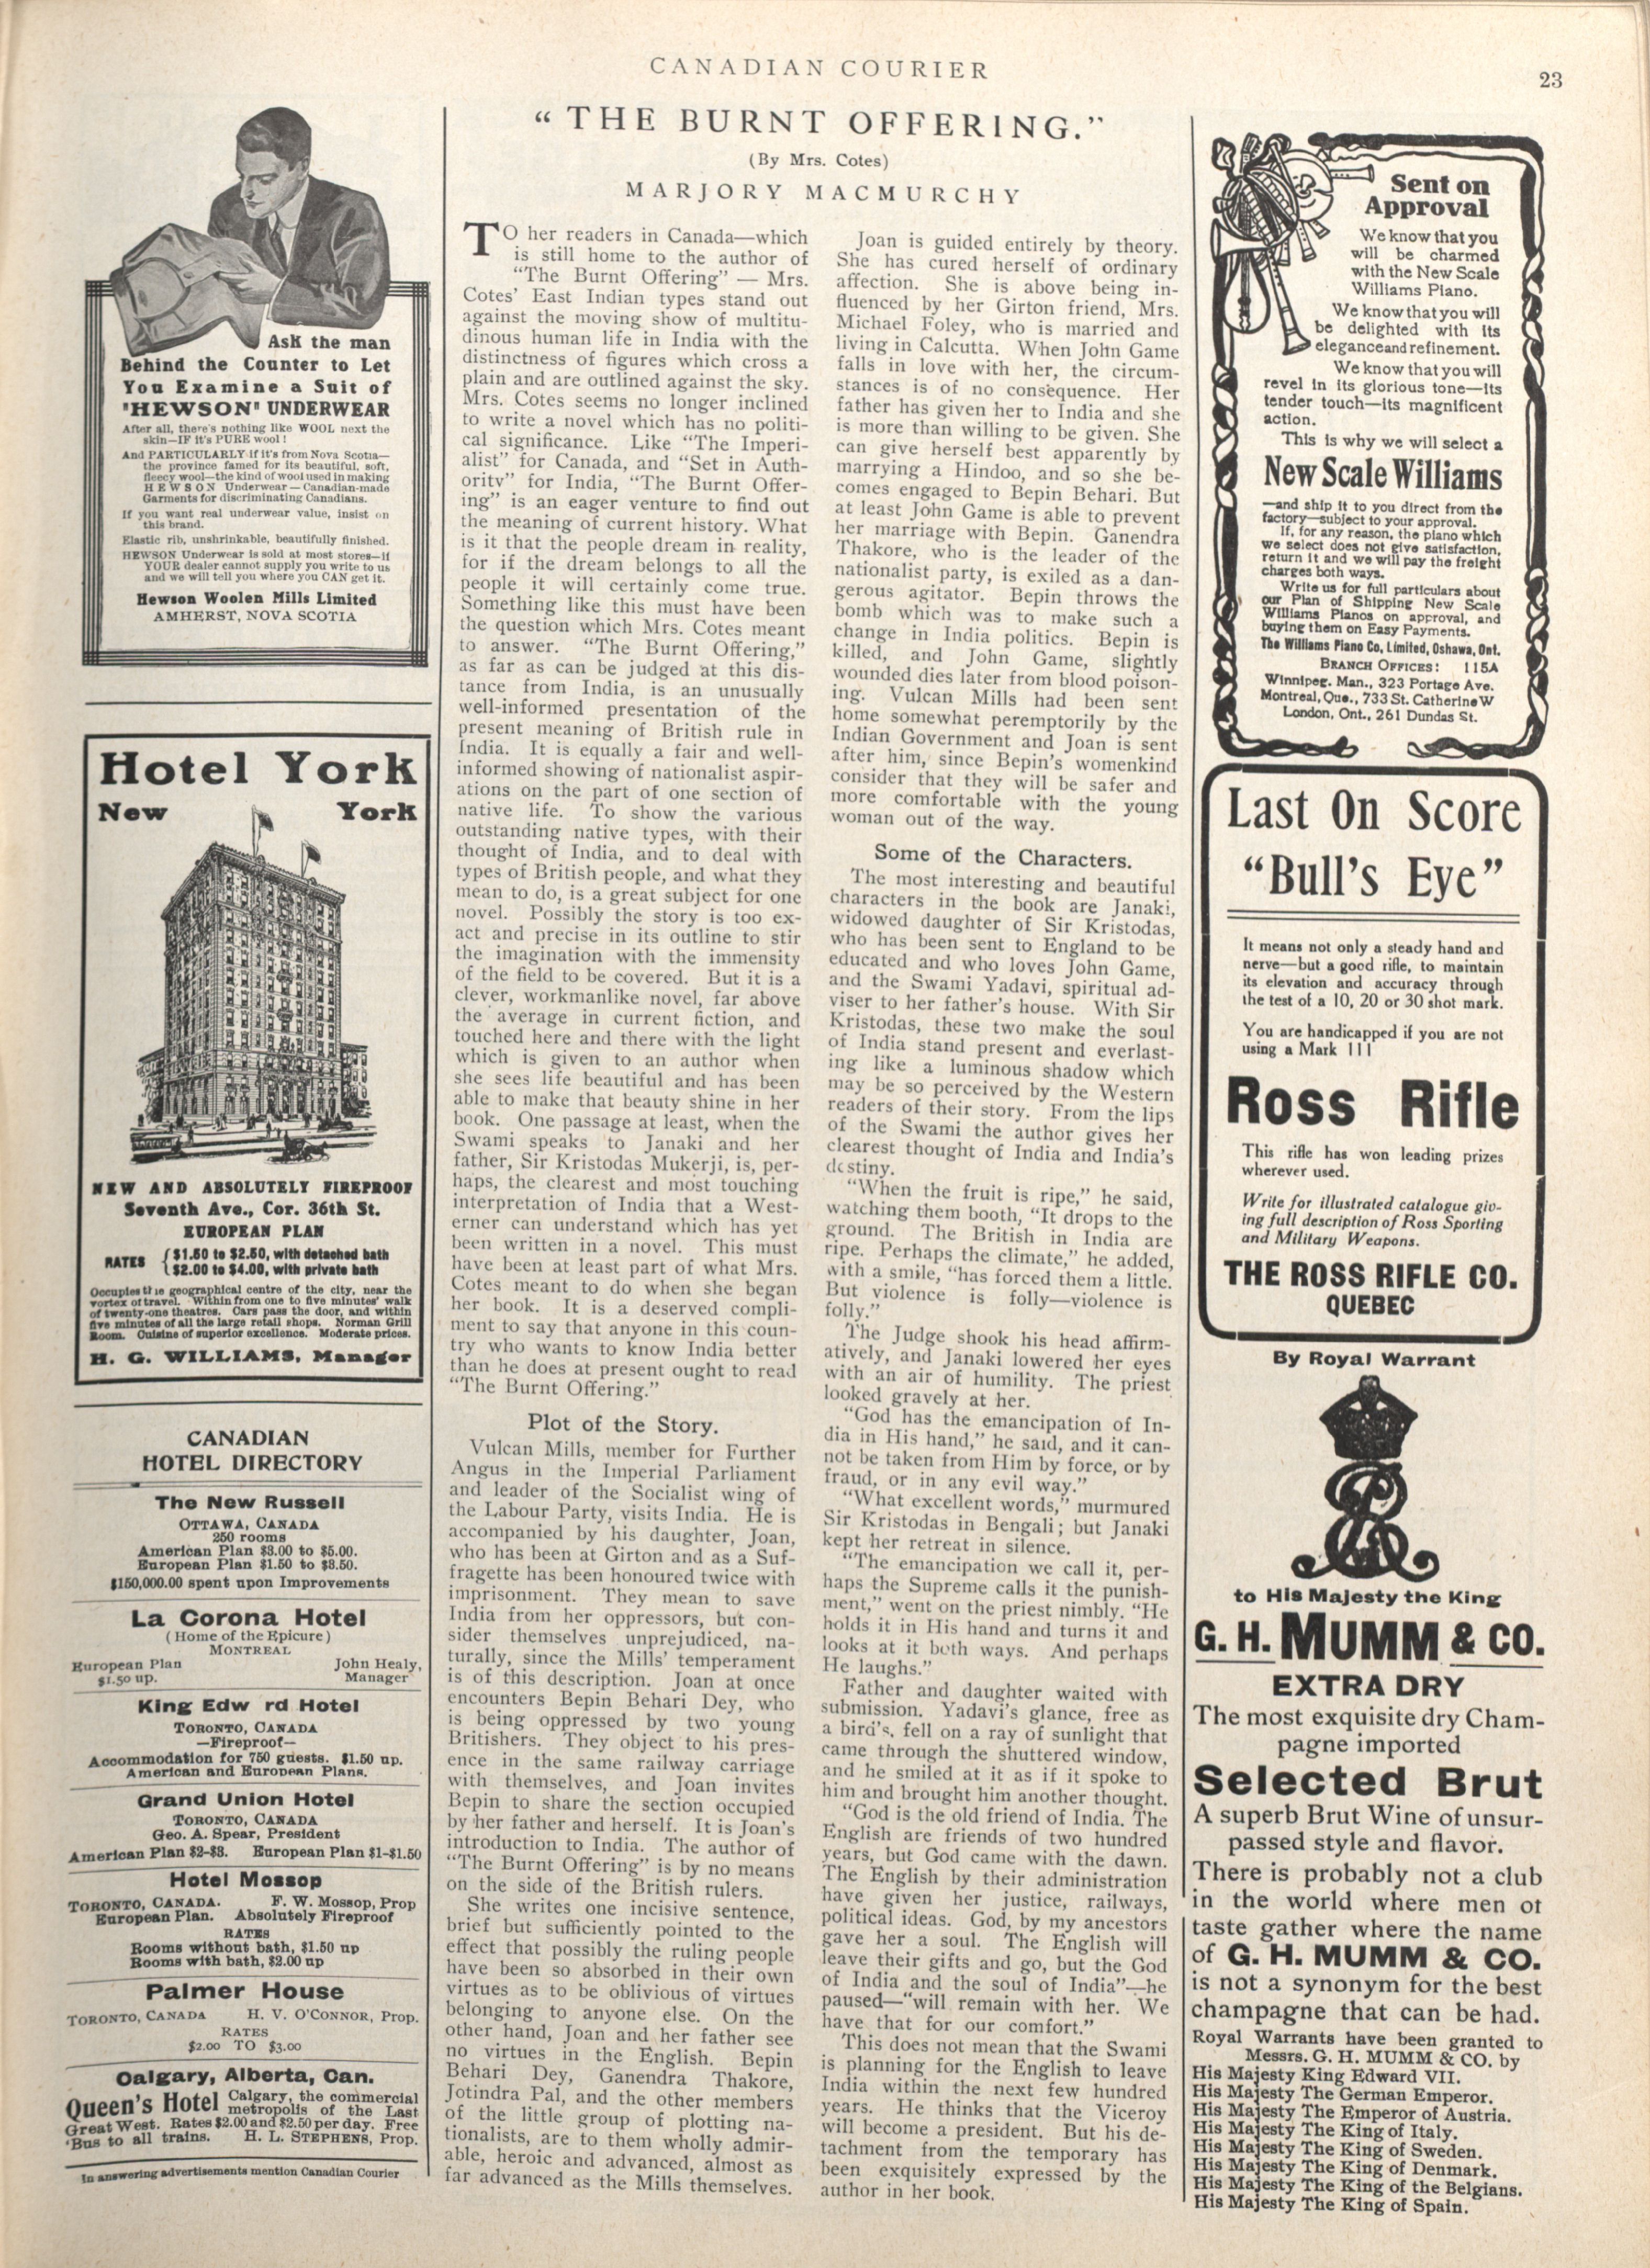 CANADIAN COURIER
23
Ask the man
Behind the Counter to Let
You Examine a Suit of
"HEWSON" UNDERWEAR
After all, there's nothing like WOOL next the
skin—IF it's PURE wool!
And PARTICULARLY if it's from Nova Scotia—
the province famed for its beautiful, soft,
fleecy wool—the kind of wool used in making
HEWSON Underwear—Canadian-made
Garments for discriminating Canadians.
If you want real underwear value, insist on
this brand.
Elastic rib, unshrinkable, beautifully finished.
HEWSON Underwear is sold at most stores—if
YOUR dealer cannot supply you write to us
and we will tell you where you CAN get it.
Hewson Woolen Mills Limited
AMHERST, NOVA SCOTIA
Hotel York
New York
NEW AND ABSOLUTELY FIREPROOF
Seventh Ave., Cor. 36th St.
EUROPEAN PLAN
RATES { $1.50 to $2.50, with detached bath
$2.00 to $4.00, with private bath
Occupies the geographical centre of the city, near the
vortex of travel. Within from one to five minutes' walk
of twenty-one theatres. Cars pass the door, and within
five minutes of all the large retail shops. Norman Grill
Room. Cuisine of superior excellence. Moderate prices.
H. G. WILLIAMS, Manager
CANADIAN
HOTEL DIRECTORY
The New Russell
OTTAWA, CANADA
250 rooms
American Plan $3.00 to $5.00.
European Plan $1.50 to $3.50.
$150,000.00 spent upon Improvements
La Corona Hotel
(Home of the Epicure)
MONTREAL
European Plan John Healy,
$1.50 up. Manager
King Edw rd Hotel
TORONTO, CANADA
—Fireproof—
Accommodation for 750 guests. $1.50 up.
American and European Plans.
Grand Union Hotel
TORONTO, CANADA
Geo. A. Spear, President
American Plan $2-$3. European Plan $1-$1.50
Hotel Mossop
TORONTO, CANADA. F. W. Mossop, Prop
European Plan. Absolutely Fireproof
RATES
Rooms without bath, $1.50 up
Rooms with bath, $2.00 up
Palmer House
TORONTO, CANADA H. V. O'CONNOR, Prop.
RATES
$2.00 TO $3.00
Calgary, Alberta, Can.
Queen's Hotel Calgary, the commercial
metropolis of the Last
Great West. Rates $2.00 and $2.50 per day. Free
'Bus to all trains. H. L. STEPHENS, Prop.
In answering advertisements mention Canadian Courier
"THE BURNT OFFERING."
(By Mrs. Cotes)
MARJORY MACMURCHY
TO her readers in Canada—which
is still home to the author of
"The Burnt Offering" — Mrs.
Cotes' East Indian types stand out
against the moving show of multitu-
dinous human life in India with the
distinctness of figures which cross a
plain and are outlined against the sky.
Mrs. Cotes seems no longer inclined
to write a novel which has no politi-
cal significance. Like "The Imperi-
alist" for Canada, and "Set in Auth-
ority" for India, "The Burnt Offer-
ing" is an eager venture to find out
the meaning of current history. What
is it that the people dream in reality,
for if the dream belongs to all the
people it will certainly come true.
Something like this must have been
the question which Mrs. Cotes meant
to answer. "The Burnt Offering,"
as far as can be judged at this dis-
tance from India, is an unusually
well-informed presentation of the
present meaning of British rule in
India. It is equally a fair and well-
informed showing of nationalist aspir-
ations on the part of one section of
native life. To show the various
outstanding native types, with their
thought of India, and to deal with
types of British people, and what they
mean to do, is a great subject for one
novel. Possibly the story is too ex-
act and precise in its outline to stir
the imagination with the immensity
of the field to be covered. But it is a
clever, workmanlike novel, far above
the average in current fiction, and
touched here and there with the light
which is given to an author when
she sees life beautiful and has been
able to make that beauty shine in her
book. One passage at least, when the
Swami speaks to Janaki and her
father, Sir Kristodas Mukerji, is, per-
haps, the clearest and most touching
interpretation of India that a West-
erner can understand which has yet
been written in a novel. This must
have been at least part of what Mrs.
Cotes meant to do when she began
her book. It is a deserved compli-
ment to say that anyone in this coun-
try who wants to know India better
than he does at present ought to read
"The Burnt Offering."
Plot of the Story.
Vulcan Mills, member for Further
Angus in the Imperial Parliament
and leader of the Socialist wing of
the Labour Party, visits India. He is
accompanied by his daughter, Joan,
who has been at Girton and as a Suf-
fragette has been honoured twice with
imprisonment. They mean to save
India from her oppressors, but con-
sider themselves unprejudiced, na-
turally, since the Mills' temperament
is of this description. Joan at once
encounters Bepin Behari Dey, who
is being oppressed by two young
Britishers. They object to his pres-
ence in the same railway carriage
with themselves, and Joan invites
Bepin to share the section occupied
by her father and herself. It is Joan's
introduction to India. The author of
"The Burnt Offering" is by no means
on the side of the British rulers.
She writes one incisive sentence,
brief but sufficiently pointed to the
effect that possibly the ruling people
have been so absorbed in their own
virtues as to be oblivious of virtues
belonging to anyone else. On the
other hand, Joan and her father see
no virtues in the English. Bepin
Behari Dey, Ganendra Thakore,
Jotindra Pal, and the other members
of the little group of plotting na-
tionalists, are to them wholly admir-
able, heroic and advanced, almost as
far advanced as the Mills themselves.
Joan is guided entirely by theory.
She has cured herself of ordinary
affection. She is above being in-
fluenced by her Girton friend, Mrs.
Michael Foley, who is married and
living in Calcutta. When John Game
falls in love with her, the circum-
stances is of no consequence. Her
father has given her to India and she
is more than willing to be given. She
can give herself best apparently by
marrying a Hindoo, and so she be-
comes engaged to Bepin Behari. But
at least John Game is able to prevent
her marriage with Bepin. Ganendra
Thakore, who is the leader of the
nationalist party, is exiled as a dan-
gerous agitator. Bepin throws the
bomb which was to make such a
change in India politics. Bepin is
killed, and John Game, slightly
wounded dies later from blood poison-
ing. Vulcan Mills had been sent
home somewhat peremptorily by the
Indian Government and Joan is sent
after him, since Bepin's womenkind
consider that they will be safer and
more comfortable with the young
woman out of the way.
Some of the Characters.
The most interesting and beautiful
characters in the book are Janaki,
widowed daughter of Sir Kristodas,
who has been sent to England to be
educated and who loves John Game,
and the Swami Yadavi, spiritual ad-
viser to her father's house. With Sir
Kristodas, these two make the soul
of India stand present and everlast-
ing like a luminous shadow which
may be so perceived by the Western
readers of their story. From the lips
of the Swami the author gives her
clearest thought of India and India's
destiny.
"When the fruit is ripe," he said,
watching them booth, "It drops to the
ground. The British in India are
ripe. Perhaps the climate," he added,
with a smile, "has forced them a little.
But violence is folly—violence is
folly."
The Judge shook his head affirm-
atively, and Janaki lowered her eyes
with an air of humility. The priest
looked gravely at her.
"God has the emancipation of In-
dia in His hand," he said, and it can-
not be taken from Him by force, or by
fraud, or in any evil way."
"What excellent words," murmured
Sir Kristodas in Bengali; but Janaki
kept her retreat in silence.
"The emancipation we call it, per-
haps the Supreme calls it the punish-
ment," went on the priest nimbly. "He
holds it in His hand and turns it and
looks at it both ways. And perhaps
He laughs."
Father and daughter waited with
submission. Yadavi's glance, free as
a bird's, fell on a ray of sunlight that
came through the shuttered window,
and he smiled at it as if it spoke to
him and brought him another thought.
"God is the old friend of India. The
English are friends of two hundred
years, but God came with the dawn.
The English by their administration
have given her justice, railways,
political ideas. God, by my ancestors
gave her a soul. The English will
leave their gifts and go, but the God
of India and the soul of India"—he
paused—"will remain with her. We
have that for our comfort."
This does not mean that the Swami
is planning for the English to leave
India within the next few hundred
years. He thinks that the Viceroy
will become a president. But his de-
tachment from the temporary has
been exquisitely expressed by the
author in her book.
Sent on
Approval
We know that you
will be charmed
with the New Scale
Williams Piano.
We know that you will
be delighted with its
elegance and refinement.
We know that you will
revel in its glorious tone—its
tender touch—its magnificent
action.
This is why we will select a
New Scale Williams
—and ship it to you direct from the
factory—subject to your approval.
If, for any reason, the piano which
we select does not give satisfaction,
return it and we will pay the freight
charges both ways.
Write us for full particulars about
our Plan of Shipping New Scale
Williams Pianos on approval, and
buying them on Easy Payments.
The Williams Piano Co, Limited, Oshawa, Ont.
BRANCH OFFICES: 115A
Winnipeg. Man., 323 Portage Ave.
Montreal, Que., 733 St. Catherine W
London, Ont., 261 Dundas St.
Last On Score
"Bull's Eye"
It means not only a steady hand and
nerve—but a good rifle, to maintain
its elevation and accuracy through
the test of a 10, 20 or 30 shot mark.
You are handicapped if you are not
using a Mark III
Ross Rifle
This rifle has won leading prizes
wherever used.
Write for illustrated catalogue giv-
ing full description of Ross Sporting
and Military Weapons.
THE ROSS RIFLE CO.
QUEBEC
By Royal Warrant
to His Majesty the King
G. H. MUMM & CO.
EXTRA DRY
The most exquisite dry Cham-
pagne imported
Selected Brut
A superb Brut Wine of unsur-
passed style and flavor.
There is probably not a club
in the world where men of
taste gather where the name
of G. H. MUMM & CO.
is not a synonym for the best
champagne that can be had.
Royal Warrants have been granted to
Messrs. G. H. MUMM & CO. by
His Majesty King Edward VII.
His Majesty The German Emperor.
His Majesty The Emperor of Austria.
His Majesty The King of Italy.
His Majesty The King of Sweden.
His Majesty The King of Denmark.
His Majesty The King of the Belgians.
His Majesty The King of Spain.